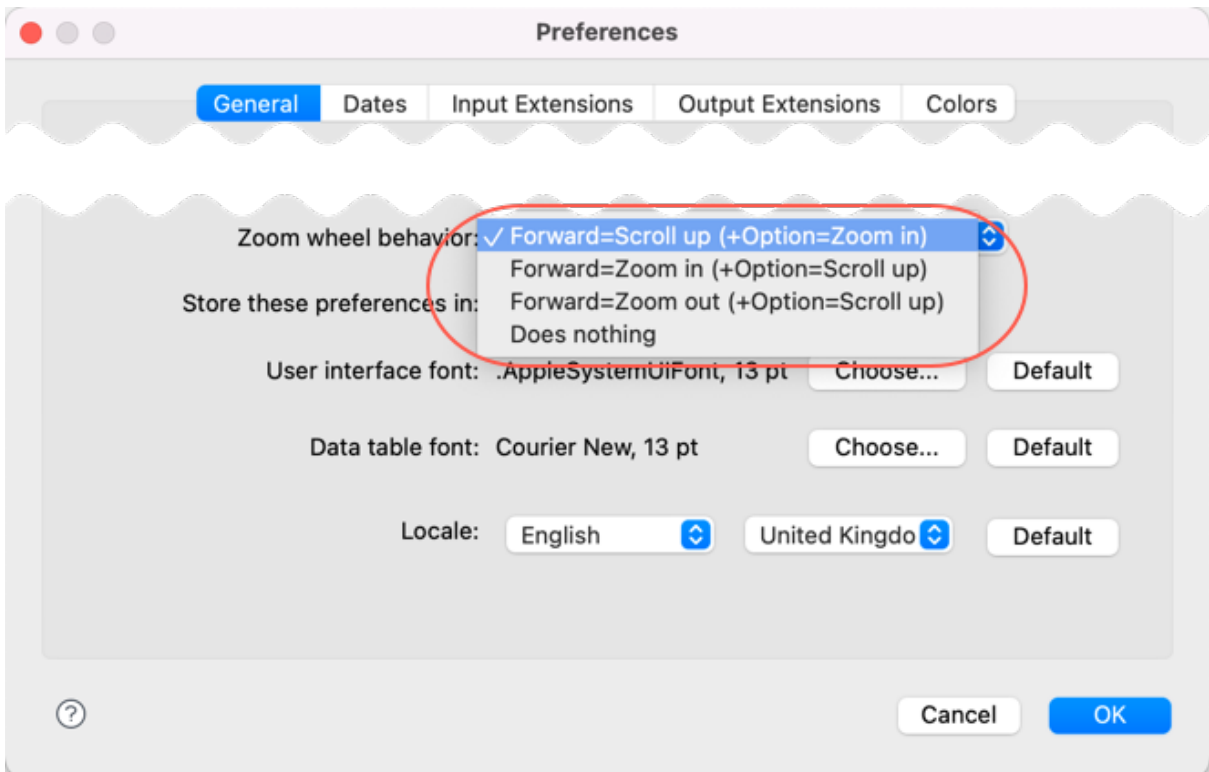 Preferences
General Dates Input Extensions Output Extensions Colors
Zoom wheel behavior: ✓ Forward=Scroll up (+Option=Zoom in)
Forward=Zoom in (+Option=Scroll up)
Store these preferences in: Forward=Zoom out (+Option=Scroll up)
Does nothing
User interface font: .AppleSystemUIFont, 13 pt Choose... Default
Data table font: Courier New, 13 pt Choose... Default
Locale: English United Kingdo Default
? Cancel OK